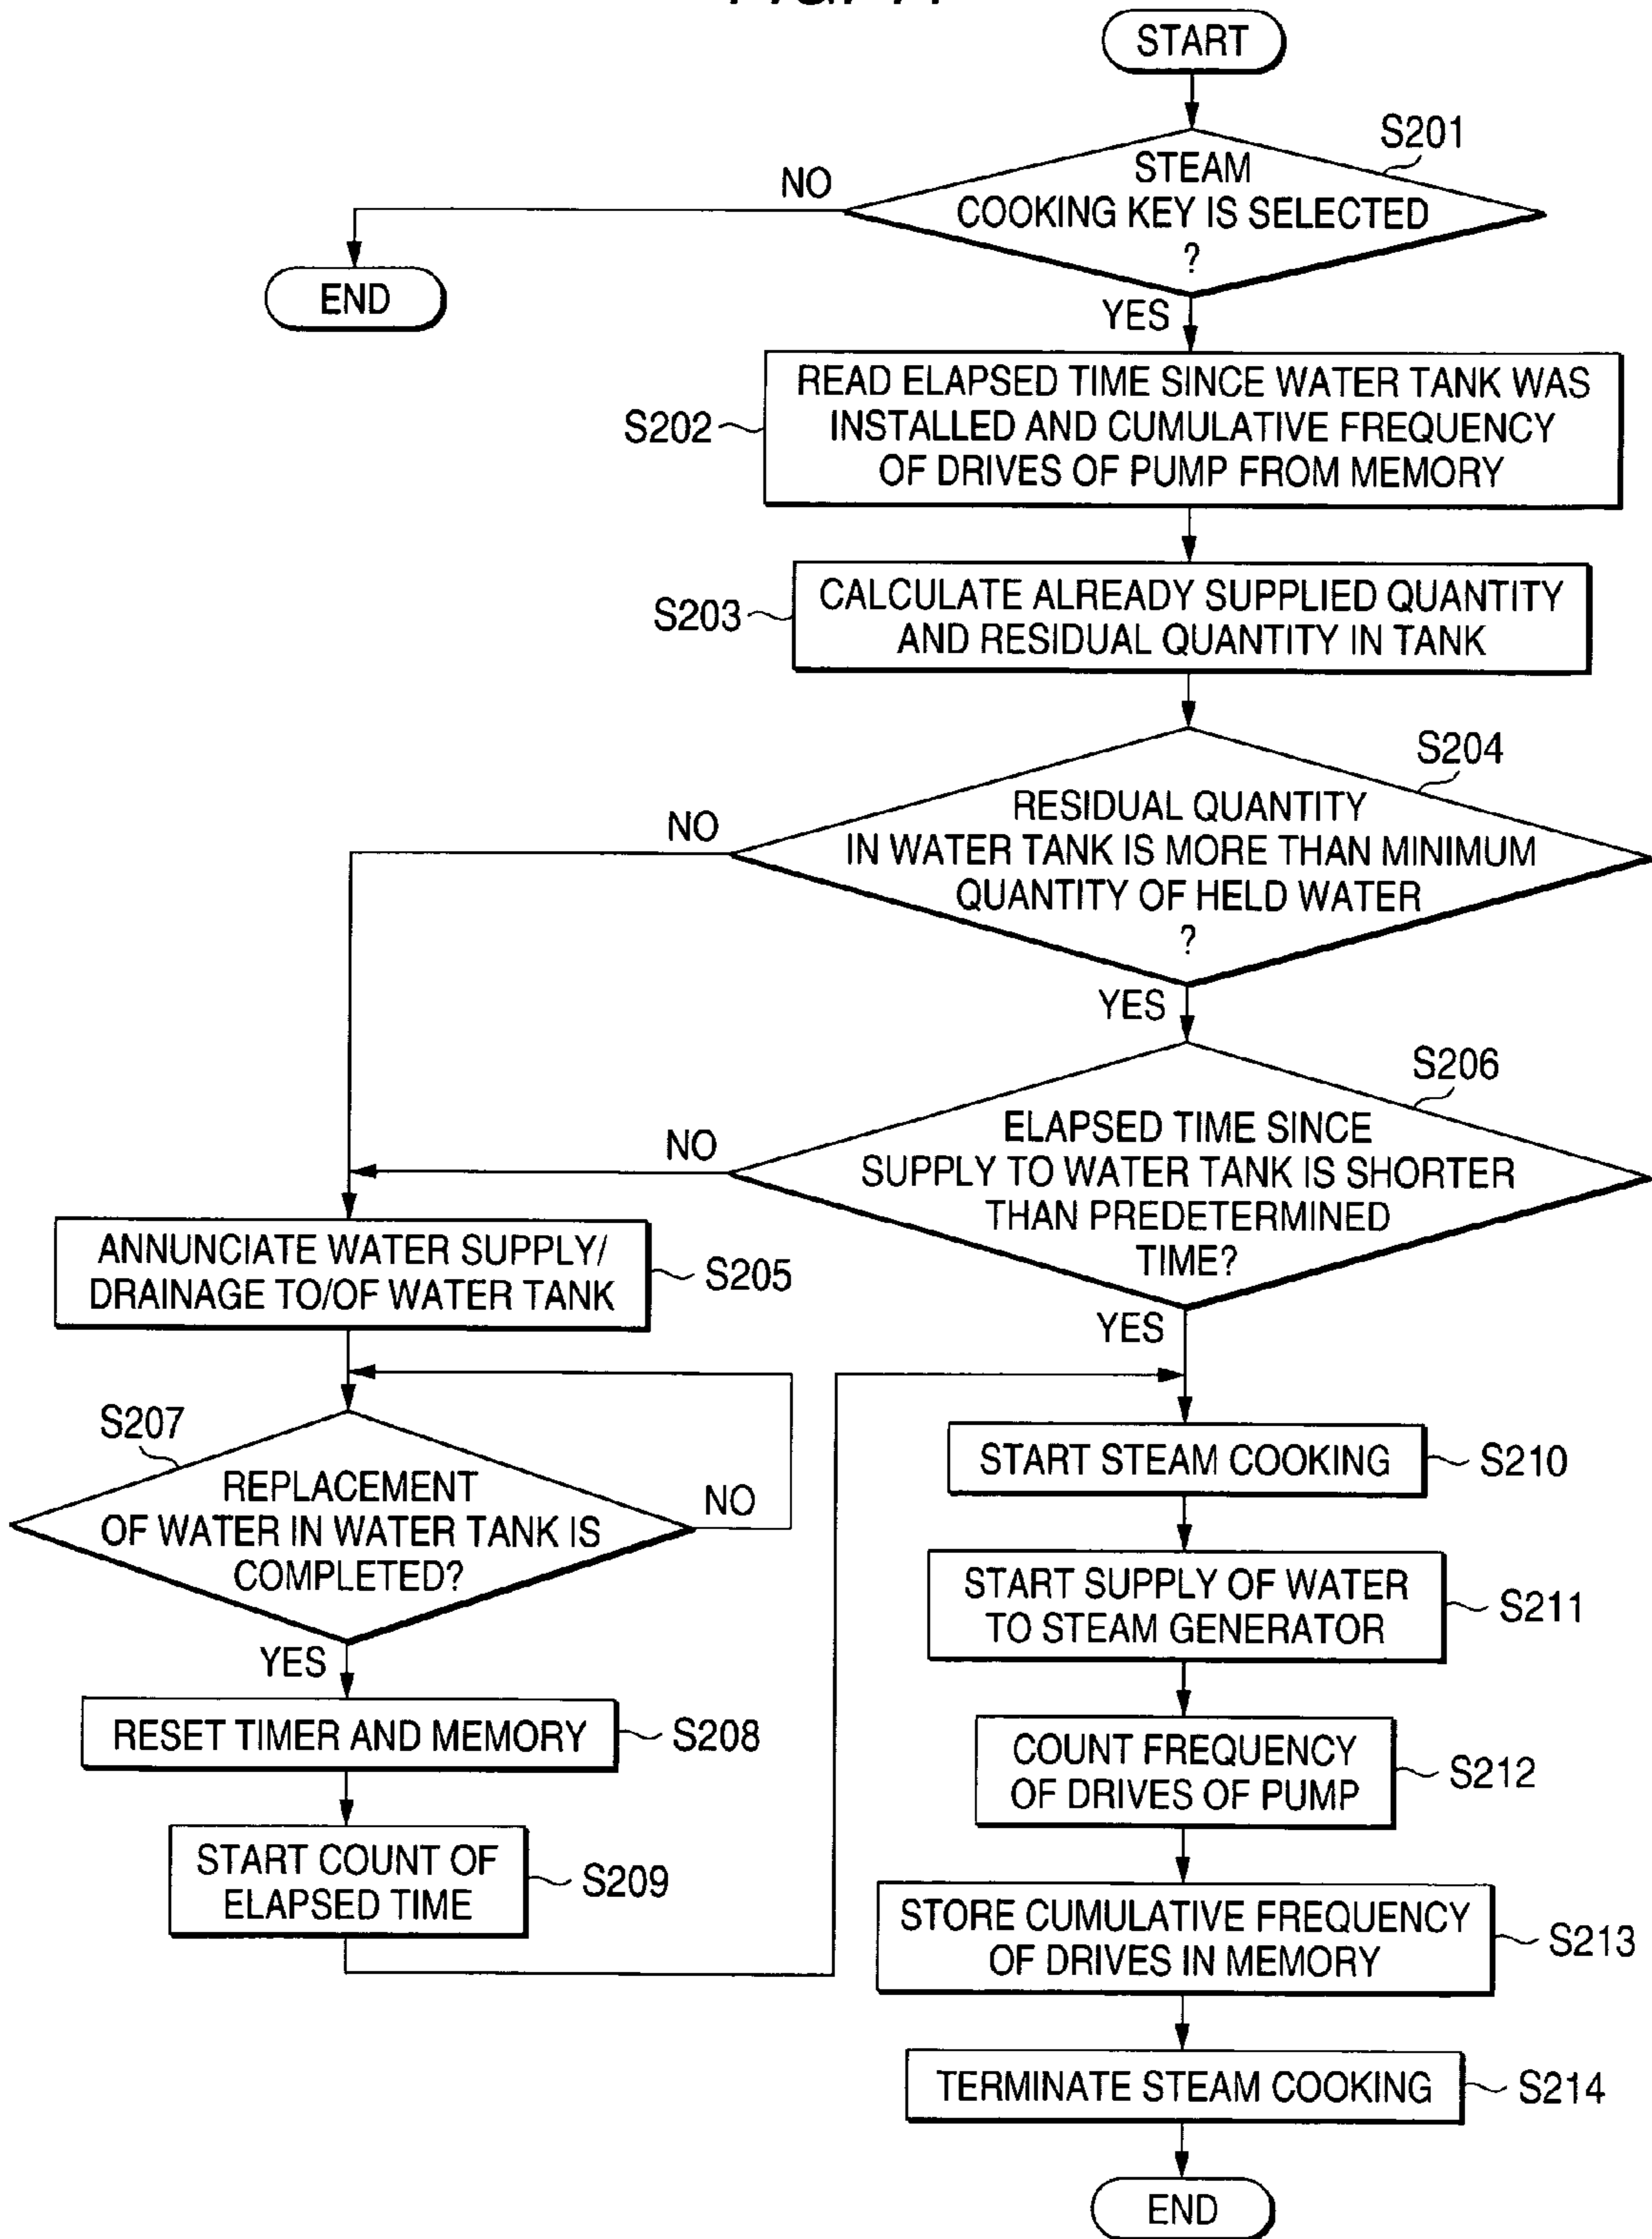 START
S201
STEAM
COOKING KEY IS SELECTED
?
NO
END
YES
S202
READ ELAPSED TIME SINCE WATER TANK WAS
INSTALLED AND CUMULATIVE FREQUENCY
OF DRIVES OF PUMP FROM MEMORY
S203
CALCULATE ALREADY SUPPLIED QUANTITY
AND RESIDUAL QUANTITY IN TANK
S204
RESIDUAL QUANTITY
IN WATER TANK IS MORE THAN MINIMUM
QUANTITY OF HELD WATER
?
NO
YES
S206
ELAPSED TIME SINCE
SUPPLY TO WATER TANK IS SHORTER
THAN PREDETERMINED
TIME?
NO
YES
ANNUNCIATE WATER SUPPLY/
DRAINAGE TO/OF WATER TANK
S205
S207
REPLACEMENT
OF WATER IN WATER TANK IS
COMPLETED?
NO
YES
RESET TIMER AND MEMORY
S208
START COUNT OF
ELAPSED TIME
S209
START STEAM COOKING
S210
START SUPPLY OF WATER
TO STEAM GENERATOR
S211
COUNT FREQUENCY
OF DRIVES OF PUMP
S212
STORE CUMULATIVE FREQUENCY
OF DRIVES IN MEMORY
S213
TERMINATE STEAM COOKING
S214
END